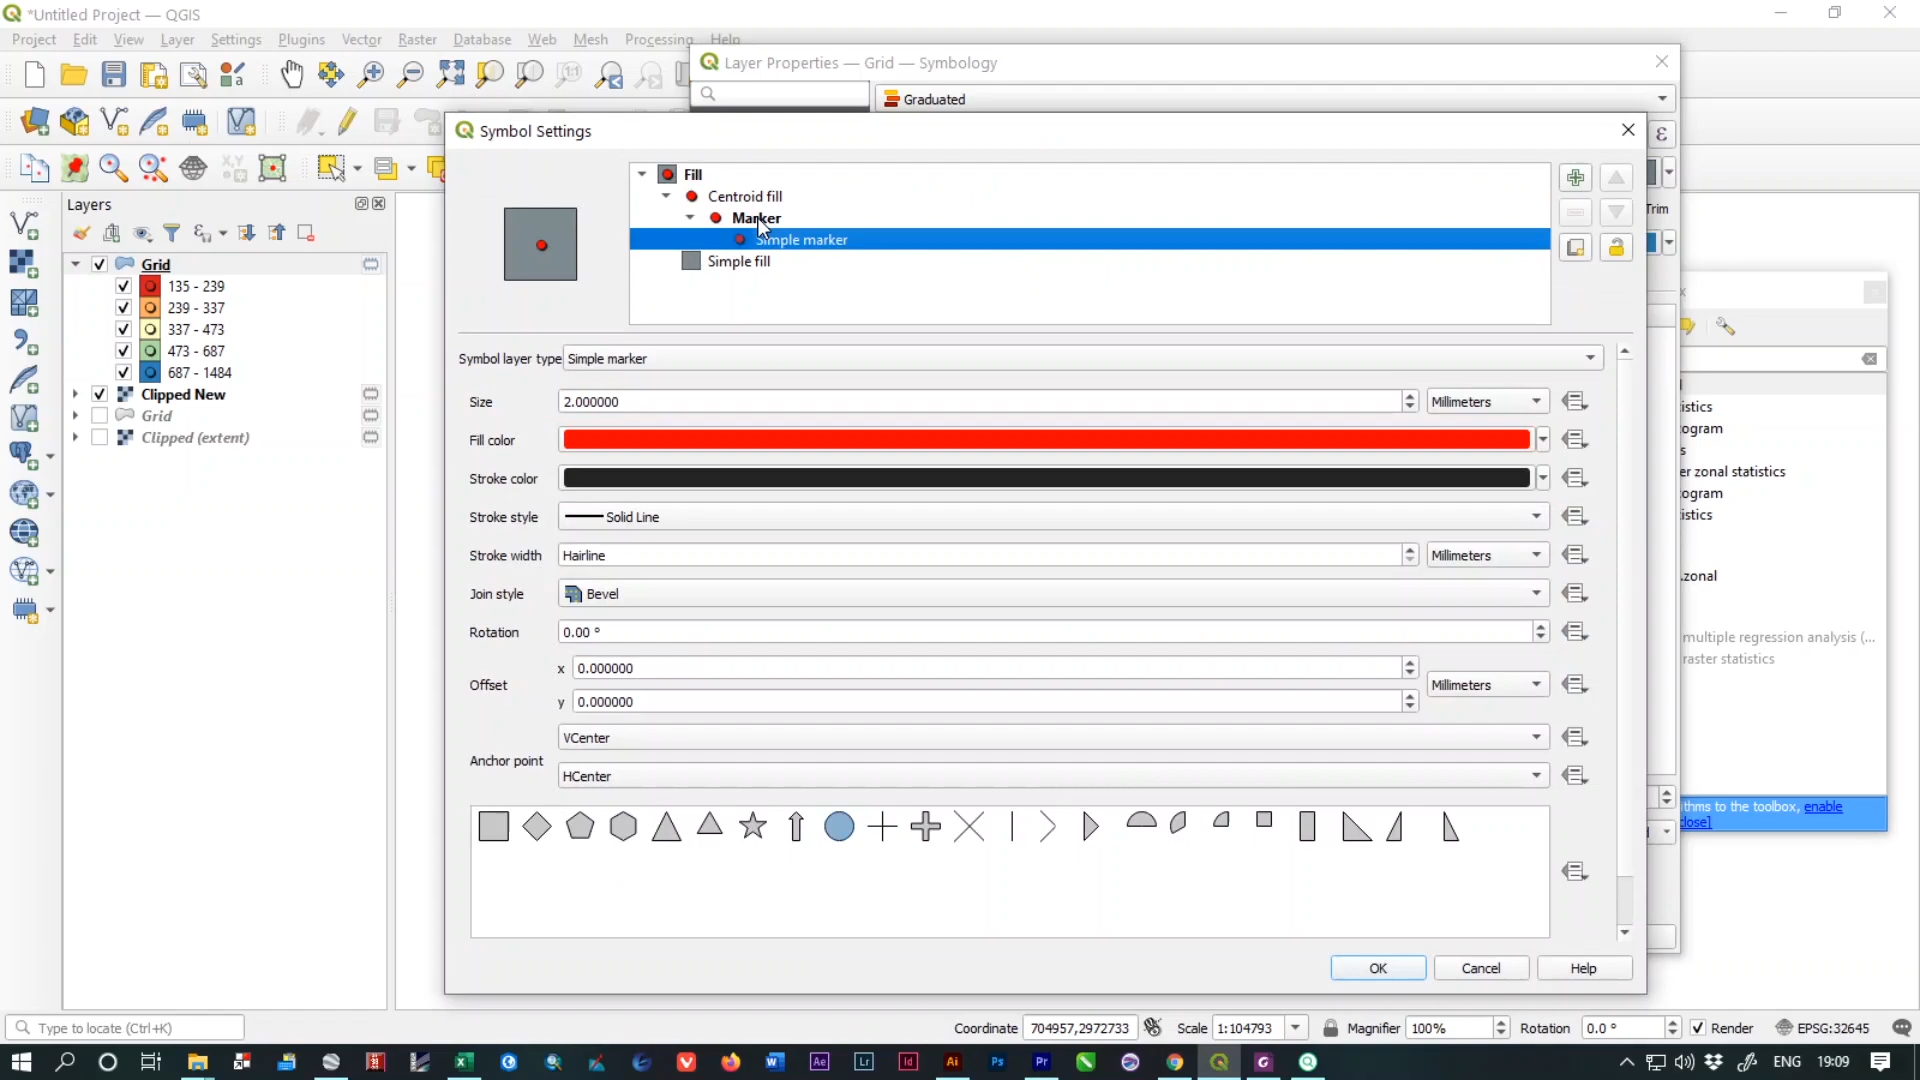 *Untitled Project — QGIS
Project Edit View Layer Settings Plugins Vector Raster Database Web Mesh Processing Help
Layer Properties — Grid — Symbology
Graduated
Symbol Settings
Fill
Centroid fill
Marker
Simple marker
Simple fill
Trim
Layers
Grid
135 - 239
239 - 337
337 - 473
473 - 687
687 - 1484
Clipped New
Grid
Clipped (extent)
Symbol layer type Simple marker
Size 2.000000 Millimeters
Fill color
Stroke color
Stroke style Solid Line
Stroke width Hairline Millimeters
Join style Bevel
Rotation 0.00 °
Offset x 0.000000 Millimeters
y 0.000000
Anchor point VCenter
HCenter
istics
ogram
s
er zonal statistics
ogram
istics
.zonal
multiple regression analysis (...
raster statistics
ithms to the toolbox, enable
close]
OK Cancel Help
Type to locate (Ctrl+K)
Coordinate 704957,2972733 Scale 1:104793 Magnifier 100% Rotation 0.0 ° Render EPSG:32645
ENG 19:09